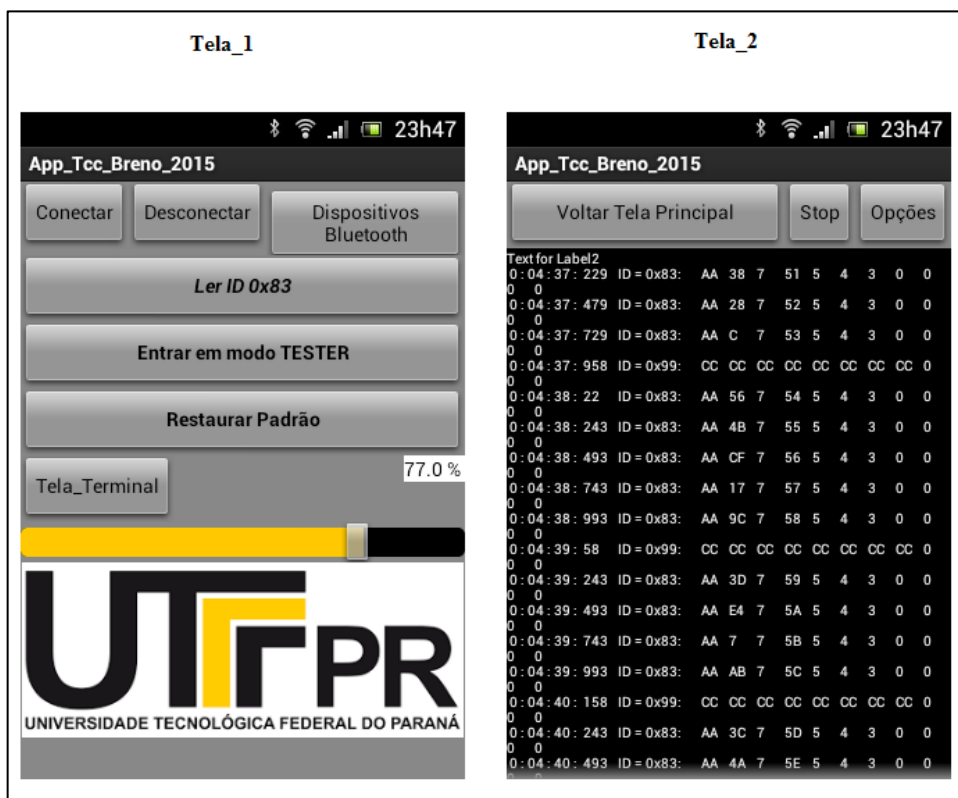 Tela_1
Tela_2
23h47
App_Tcc_Breno_2015
Conectar
Desconectar
Dispositivos
Bluetooth
Ler ID 0x83
Entrar em modo TESTER
Restaurar Padrão
Tela_Terminal
77.0 %
UTFPR
UNIVERSIDADE TECNOLÓGICA FEDERAL DO PARANÁ
23h47
App_Tcc_Breno_2015
Voltar Tela Principal
Stop
Opções
Text for Label2
0:04:37:229 ID=0x83: AA 38 7 51 5 4 3 0 0
0 0
0:04:37:479 ID=0x83: AA 28 7 52 5 4 3 0 0
0 0
0:04:37:729 ID=0x83: AA C 7 53 5 4 3 0 0
0 0
0:04:37:958 ID=0x99: CC CC CC CC CC CC CC CC 0
0 0
0:04:38:22 ID=0x83: AA 56 7 54 5 4 3 0 0
0 0
0:04:38:243 ID=0x83: AA 4B 7 55 5 4 3 0 0
0 0
0:04:38:493 ID=0x83: AA CF 7 56 5 4 3 0 0
0 0
0:04:38:743 ID=0x83: AA 17 7 57 5 4 3 0 0
0 0
0:04:38:993 ID=0x83: AA 9C 7 58 5 4 3 0 0
0 0
0:04:39:58 ID=0x99: CC CC CC CC CC CC CC CC 0
0 0
0:04:39:243 ID=0x83: AA 3D 7 59 5 4 3 0 0
0 0
0:04:39:493 ID=0x83: AA E4 7 5A 5 4 3 0 0
0 0
0:04:39:743 ID=0x83: AA 7 7 5B 5 4 3 0 0
0 0
0:04:39:993 ID=0x83: AA AB 7 5C 5 4 3 0 0
0 0
0:04:40:158 ID=0x99: CC CC CC CC CC CC CC CC 0
0 0
0:04:40:243 ID=0x83: AA 3C 7 5D 5 4 3 0 0
0 0
0:04:40:493 ID=0x83: AA 4A 7 5E 5 4 3 0 0